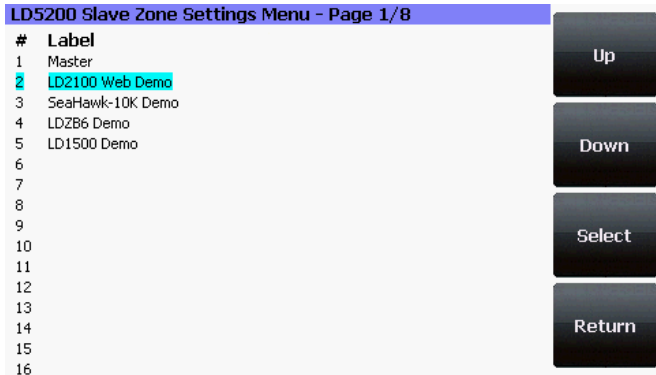 LD5200 Slave Zone Settings Menu - Page 1/8
# Label
1 Master
2 LD2100 Web Demo
3 SeaHawk-10K Demo
4 LDZB6 Demo
5 LD1500 Demo
6
7
8
9
10
11
12
13
14
15
16
Up
Down
Select
Return